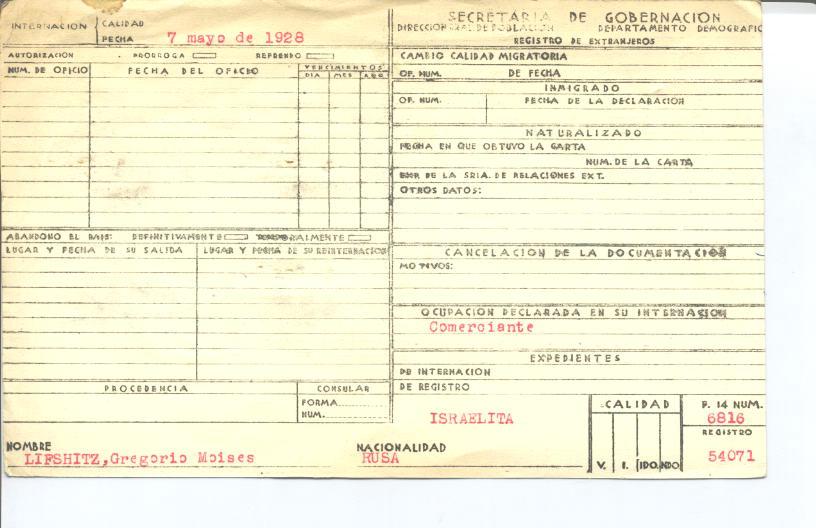 INTERNACION
CALIDAD
FECHA 7 mayo de 1928
AUTORIZACION PRORROGA REFRENDO
NUM. DE OFICIO FECHA DEL OFICIO VENCIMIENTOS
DIA MES AÑO
ABANDONO EL PAIS: DEFINITIVAMENTE TEMPORALMENTE
LUGAR Y FECHA DE SU SALIDA LUGAR Y FECHA DE SU REINTERNACION
PROCEDENCIA CONSULAR
FORMA
NUM.
SECRETARIA DE GOBERNACION
DIRECCION GRAL. DE POBLACION DEPARTAMENTO DEMOGRAFIC
REGISTRO DE EXTRANJEROS
CAMBIO CALIDAD MIGRATORIA
OF. NUM. DE FECHA
INMIGRADO
OF. NUM. FECHA DE LA DECLARACION
NATURALIZADO
FECHA EN QUE OBTUVO LA CARTA
NUM. DE LA CARTA
EXP. DE LA SRIA. DE RELACIONES EXT.
OTROS DATOS:
CANCELACION DE LA DOCUMENTACION
MOTIVOS:
OCUPACION DECLARADA EN SU INTERNACION
Comerciante
EXPEDIENTES
DE INTERNACION
DE REGISTRO
ISRAELITA
CALIDAD
V. I. IDO. NDO
F. 14 NUM.
6816
REGISTRO
54071
NOMBRE
LIFSHITZ,Gregorio Moises
NACIONALIDAD
RUSA